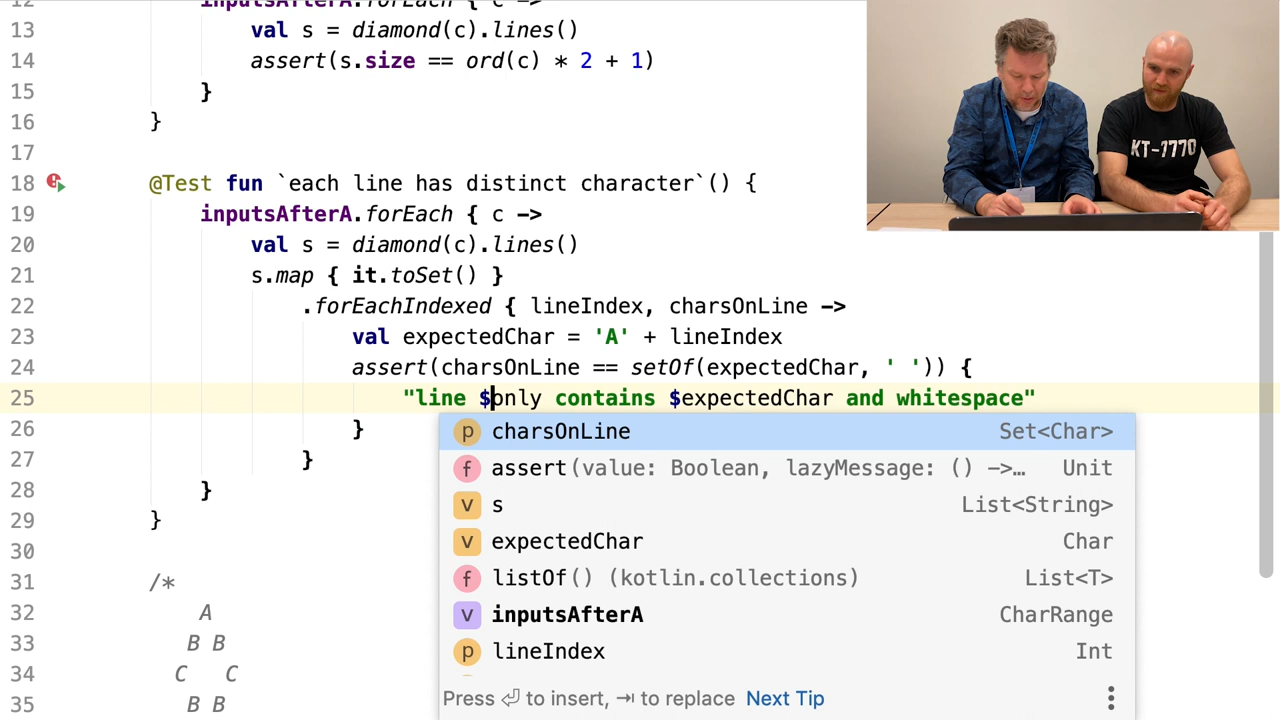 12 inputsAfterA.forEach { c ->
13 val s = diamond(c).lines()
14 assert(s.size == ord(c) * 2 + 1)
15 }
16 }
17
18 @Test fun `each line has distinct character`() {
19 inputsAfterA.forEach { c ->
20 val s = diamond(c).lines()
21 s.map { it.toSet() }
22 .forEachIndexed { lineIndex, charsOnLine ->
23 val expectedChar = 'A' + lineIndex
24 assert(charsOnLine == setOf(expectedChar, ' ')) {
25 "line $only contains $expectedChar and whitespace"
26 }
27 }
28 }
29 }
30
31 /*
32 A
33 B B
34 C C
35 B B
p charsOnLine Set<Char>
f assert(value: Boolean, lazyMessage: () ->… Unit
v s List<String>
v expectedChar Char
f listOf() (kotlin.collections) List<T>
v inputsAfterA CharRange
p lineIndex Int
Press ⏎ to insert, ⇥ to replace Next Tip
KT-7770